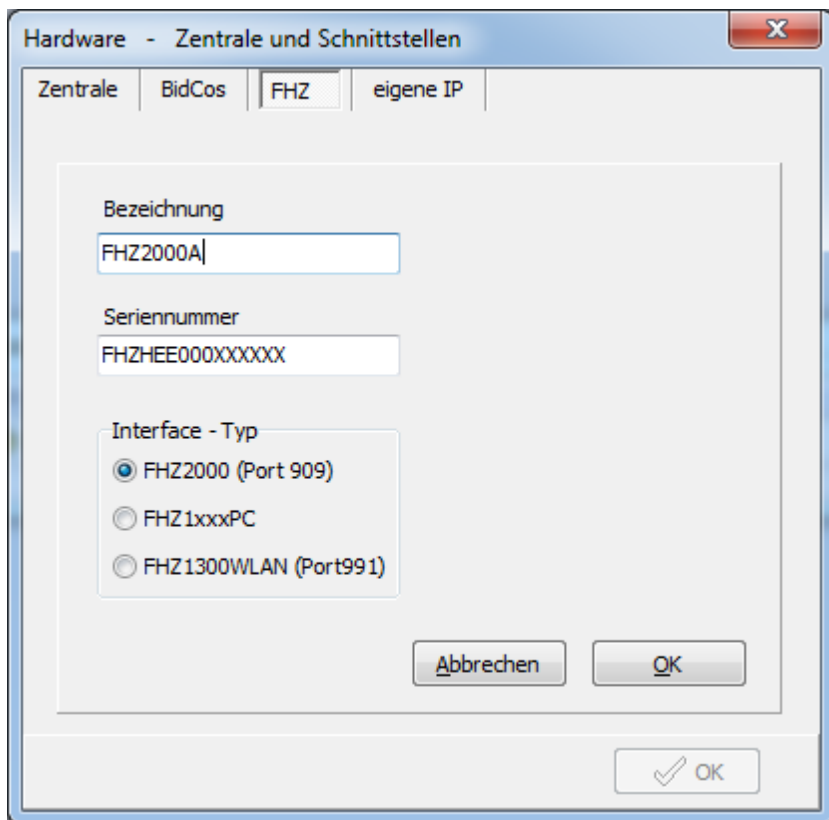 Hardware - Zentrale und Schnittstellen
Zentrale BidCos FHZ eigene IP
Bezeichnung
FHZ2000A
Seriennummer
FHZHEE000XXXXXX
Interface - Typ
FHZ2000 (Port 909)
FHZ1xxxPC
FHZ1300WLAN (Port991)
Abbrechen OK
OK